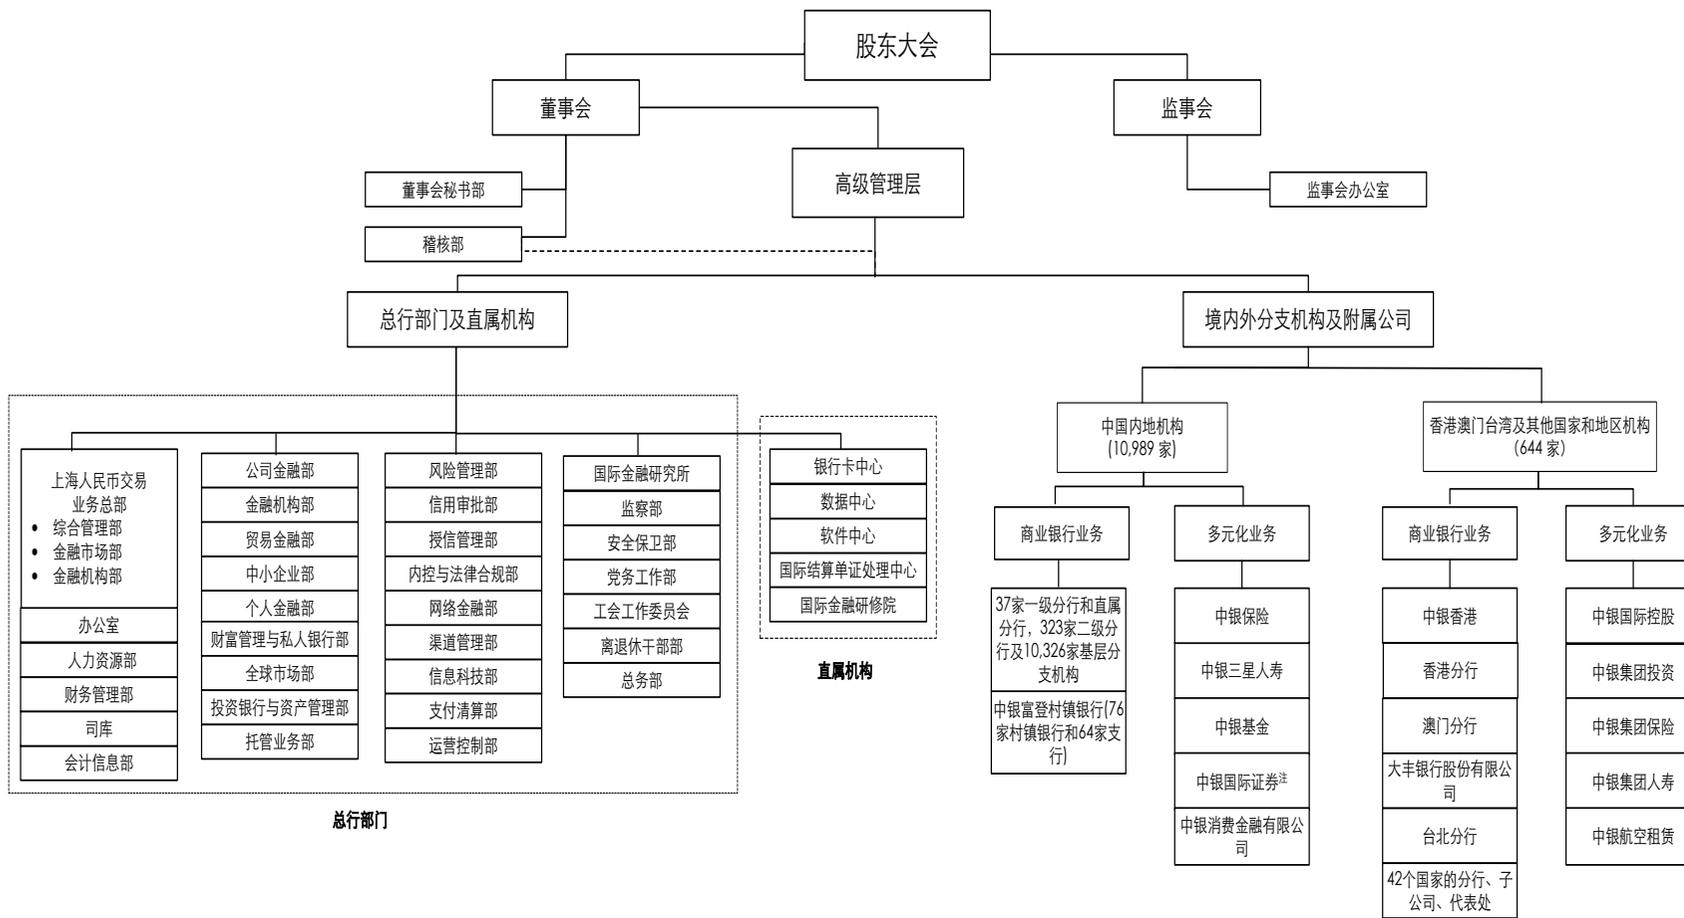 股东大会
董事会
监事会
高级管理层
董事会秘书部
监事会办公室
稽核部
总行部门及直属机构
境内外分支机构及附属公司
上海人民币交易
业务总部
• 综合管理部
• 金融市场部
• 金融机构部
办公室
人力资源部
财务管理部
司库
会计信息部
公司金融部
金融机构部
贸易金融部
中小企业部
个人金融部
财富管理与私人银行部
全球市场部
投资银行与资产管理部
托管业务部
风险管理部
信用审批部
授信管理部
内控与法律合规部
网络金融部
渠道管理部
信息科技部
支付清算部
运营控制部
国际金融研究所
监察部
安全保卫部
党务工作部
工会工作委员会
离退休干部部
总务部
总行部门
银行卡中心
数据中心
软件中心
国际结算单证处理中心
国际金融研修院
直属机构
中国内地机构
(10,989 家)
商业银行业务
37家一级分行和直属
分行，323家二级分
行及10,326家基层分
支机构
中银富登村镇银行(76
家村镇银行和64家支
行)
多元化业务
中银保险
中银三星人寿
中银基金
中银国际证券注
中银消费金融有限公
司
香港澳门台湾及其他国家和地区机构
(644 家)
商业银行业务
中银香港
香港分行
澳门分行
大丰银行股份有限公
司
台北分行
42个国家的分行、子
公司、代表处
多元化业务
中银国际控股
中银集团投资
中银集团保险
中银集团人寿
中银航空租赁